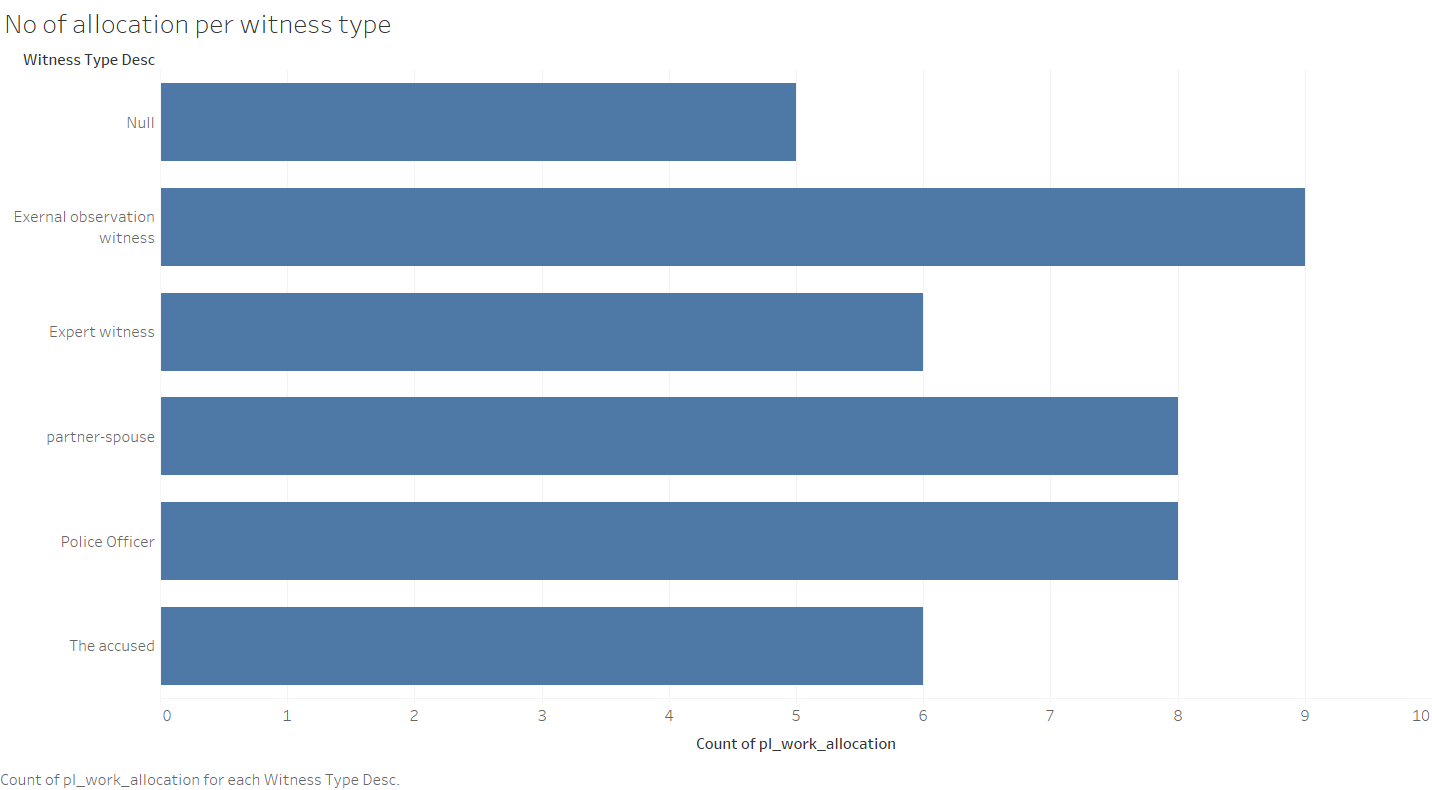 No of allocation per witness type
Witness Type Desc
Null
Exernal observation
witness
Expert witness
partner-spouse
Police Officer
The accused
0 1 2 3 4 5 6 7 8 9 10
Count of pl_work_allocation
Count of pl_work_allocation for each Witness Type Desc.